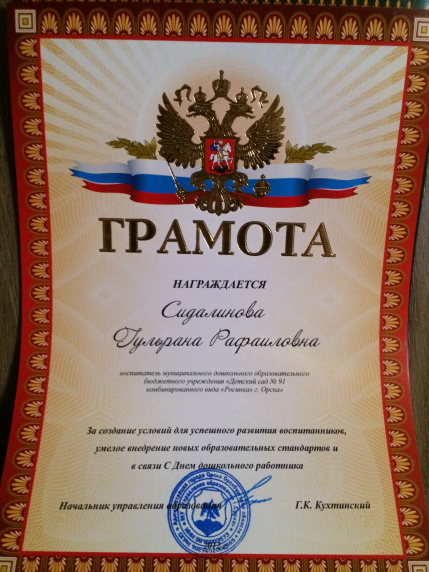 ГРАМОТА
НАГРАЖДАЕТСЯ
Сидалинова
Гульрана Рафаиловна
воспитатель муниципального дошкольного образовательного
бюджетного учреждения «Детский сад № 91
комбинированного вида «Росинка» г. Орска»
За создание условий для успешного развития воспитанников,
умелое внедрение новых образовательных стандартов и
в связи С Днем дошкольного работника
Начальник управления образования
Г.К. Кухтинский